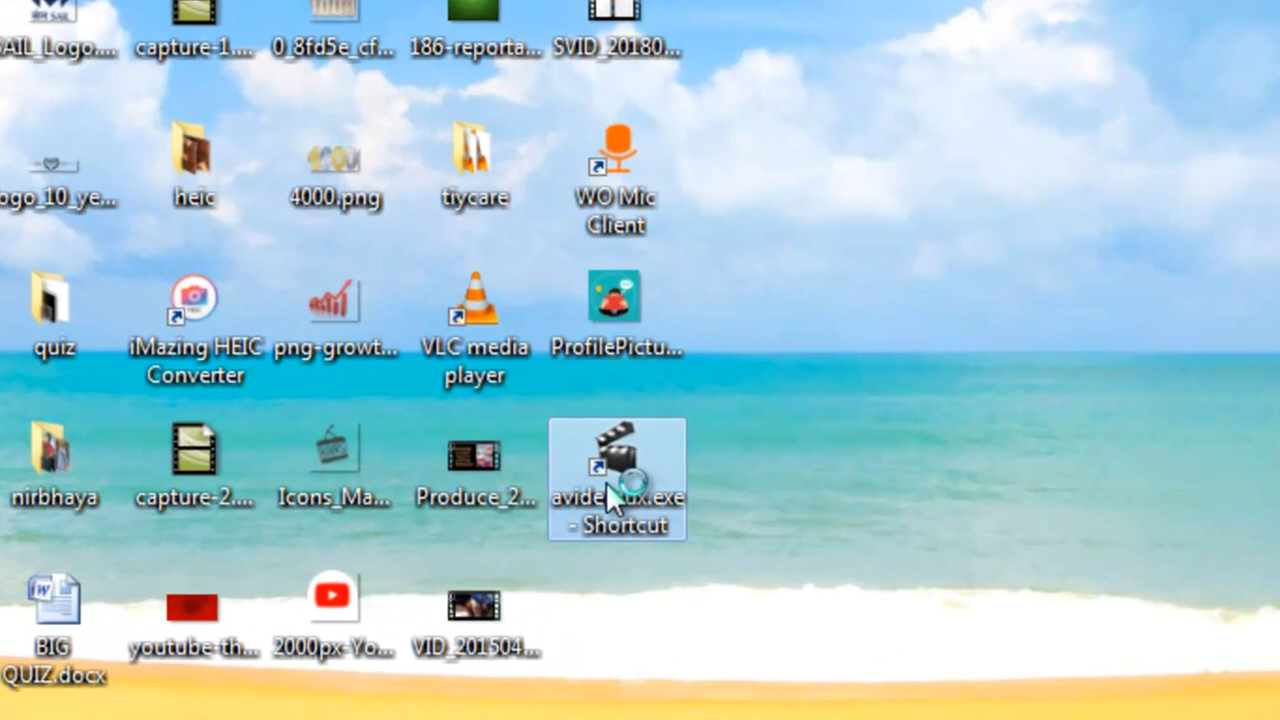 AIL_Logo....
capture-1....
0_8fd5e_cf...
186-reporta...
SVID_20180...
ogo_10_ye...
heic
4000.png
tiycare
WO Mic
Client
quiz
iMazing HEIC
Converter
png-growt...
VLC media
player
ProfilePictu...
nirbhaya
capture-2....
Icons_Ma...
Produce_2...
- Shortcut
BIG
QUIZ.docx
youtube-th...
2000px-Yo...
VID_201504...